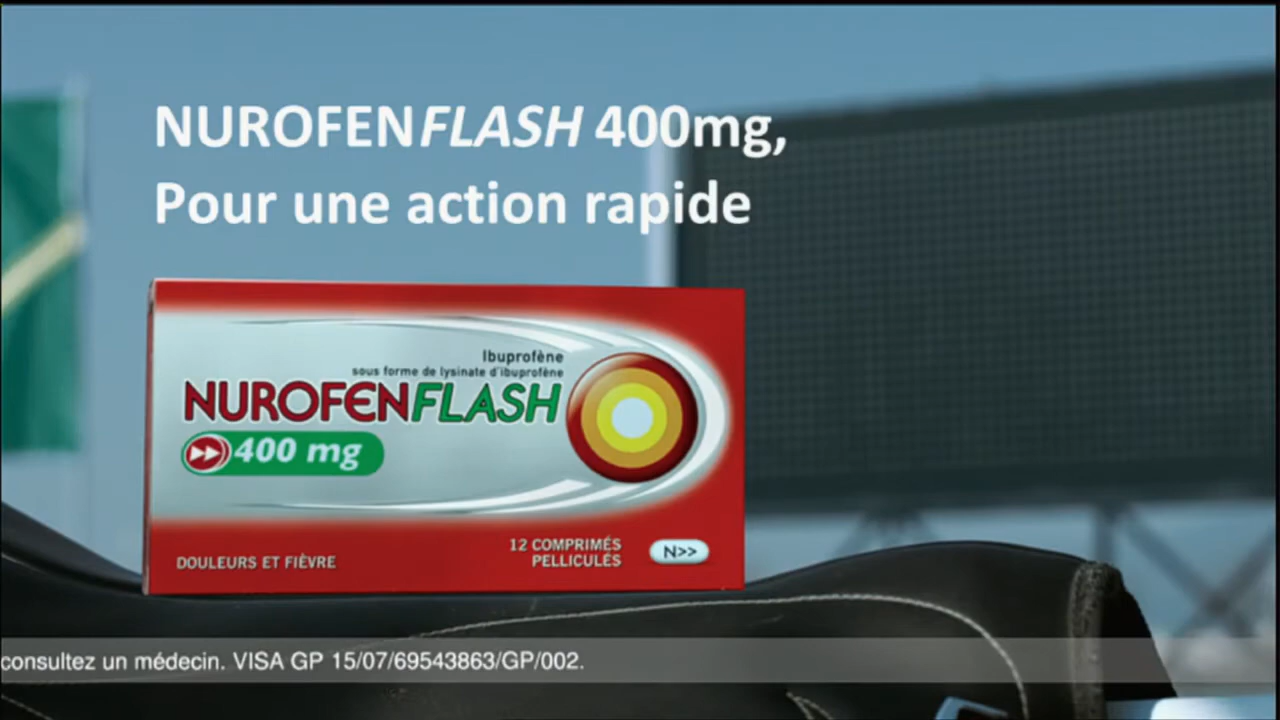 NUROFENFLASH 400mg,
Pour une action rapide
Ibuprofène
sous forme de lysinate d'ibuprofène
NUROFENFLASH
400 mg
DOULEURS ET FIÈVRE
12 COMPRIMÉS
PELLICULÉS
N>>
consultez un médecin. VISA GP 15/07/69543863/GP/002.